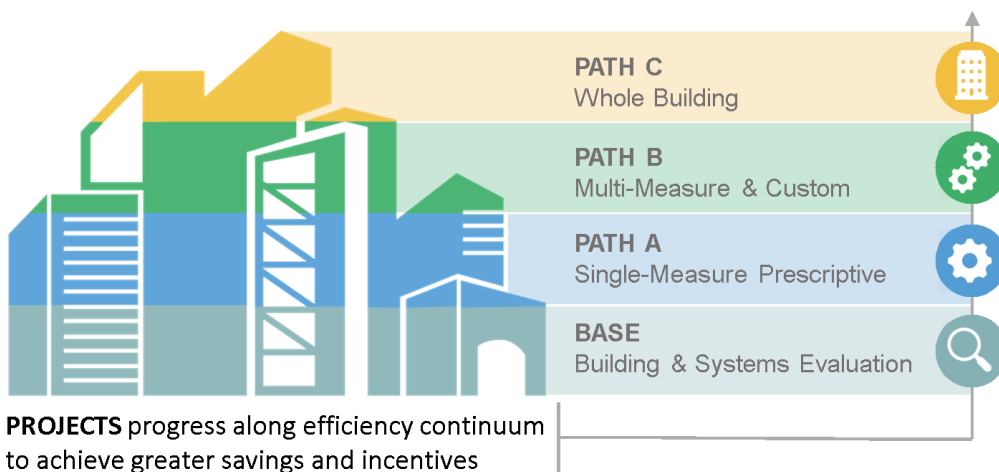 PATH C
Whole Building
PATH B
Multi-Measure & Custom
PATH A
Single-Measure Prescriptive
BASE
Building & Systems Evaluation
PROJECTS progress along efficiency continuum
to achieve greater savings and incentives